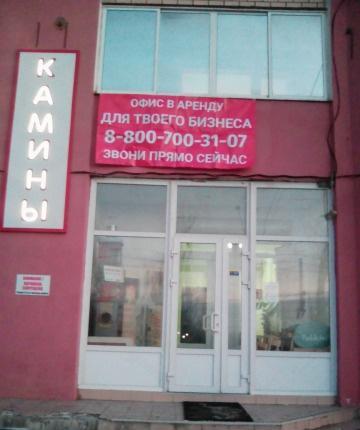 КАМИНЫ
ОФИС В АРЕНДУ
ДЛЯ ТВОЕГО БИЗНЕСА
8-800-700-31-07
ЗВОНИ ПРЯМО СЕЙЧАС